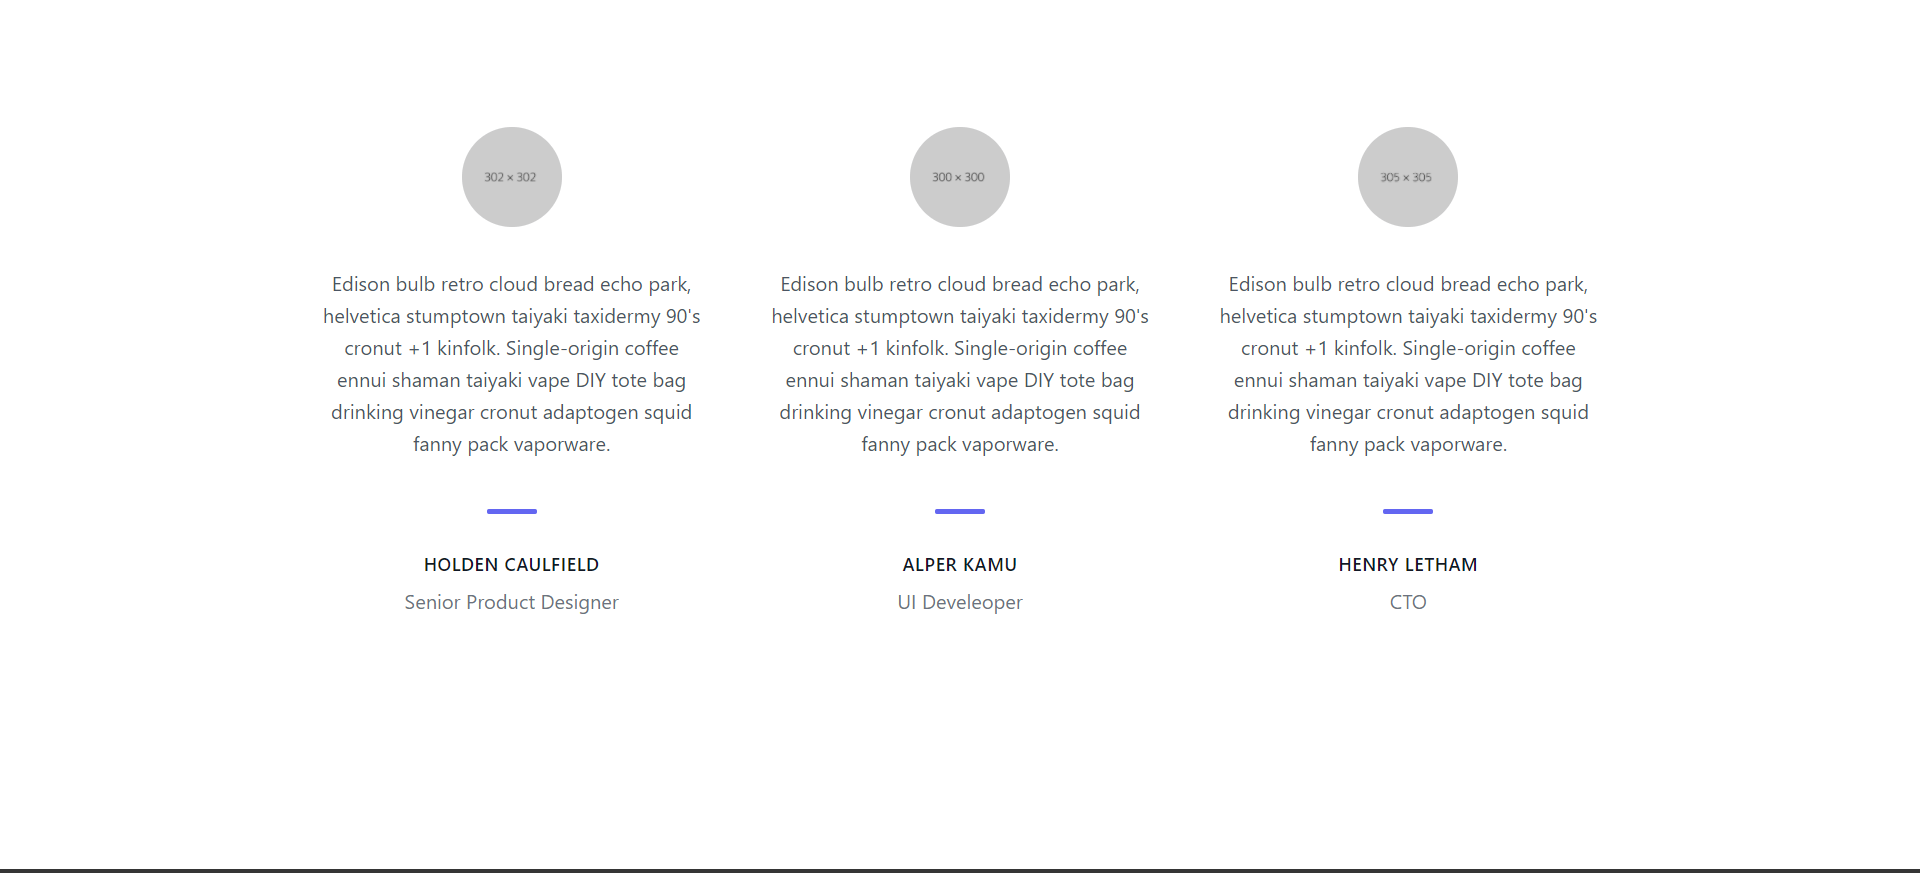 302 × 302
Edison bulb retro cloud bread echo park,
helvetica stumptown taiyaki taxidermy 90's
cronut +1 kinfolk. Single-origin coffee
ennui shaman taiyaki vape DIY tote bag
drinking vinegar cronut adaptogen squid
fanny pack vaporware.
HOLDEN CAULFIELD
Senior Product Designer
300 × 300
Edison bulb retro cloud bread echo park,
helvetica stumptown taiyaki taxidermy 90's
cronut +1 kinfolk. Single-origin coffee
ennui shaman taiyaki vape DIY tote bag
drinking vinegar cronut adaptogen squid
fanny pack vaporware.
ALPER KAMU
UI Develeoper
305 × 305
Edison bulb retro cloud bread echo park,
helvetica stumptown taiyaki taxidermy 90's
cronut +1 kinfolk. Single-origin coffee
ennui shaman taiyaki vape DIY tote bag
drinking vinegar cronut adaptogen squid
fanny pack vaporware.
HENRY LETHAM
CTO